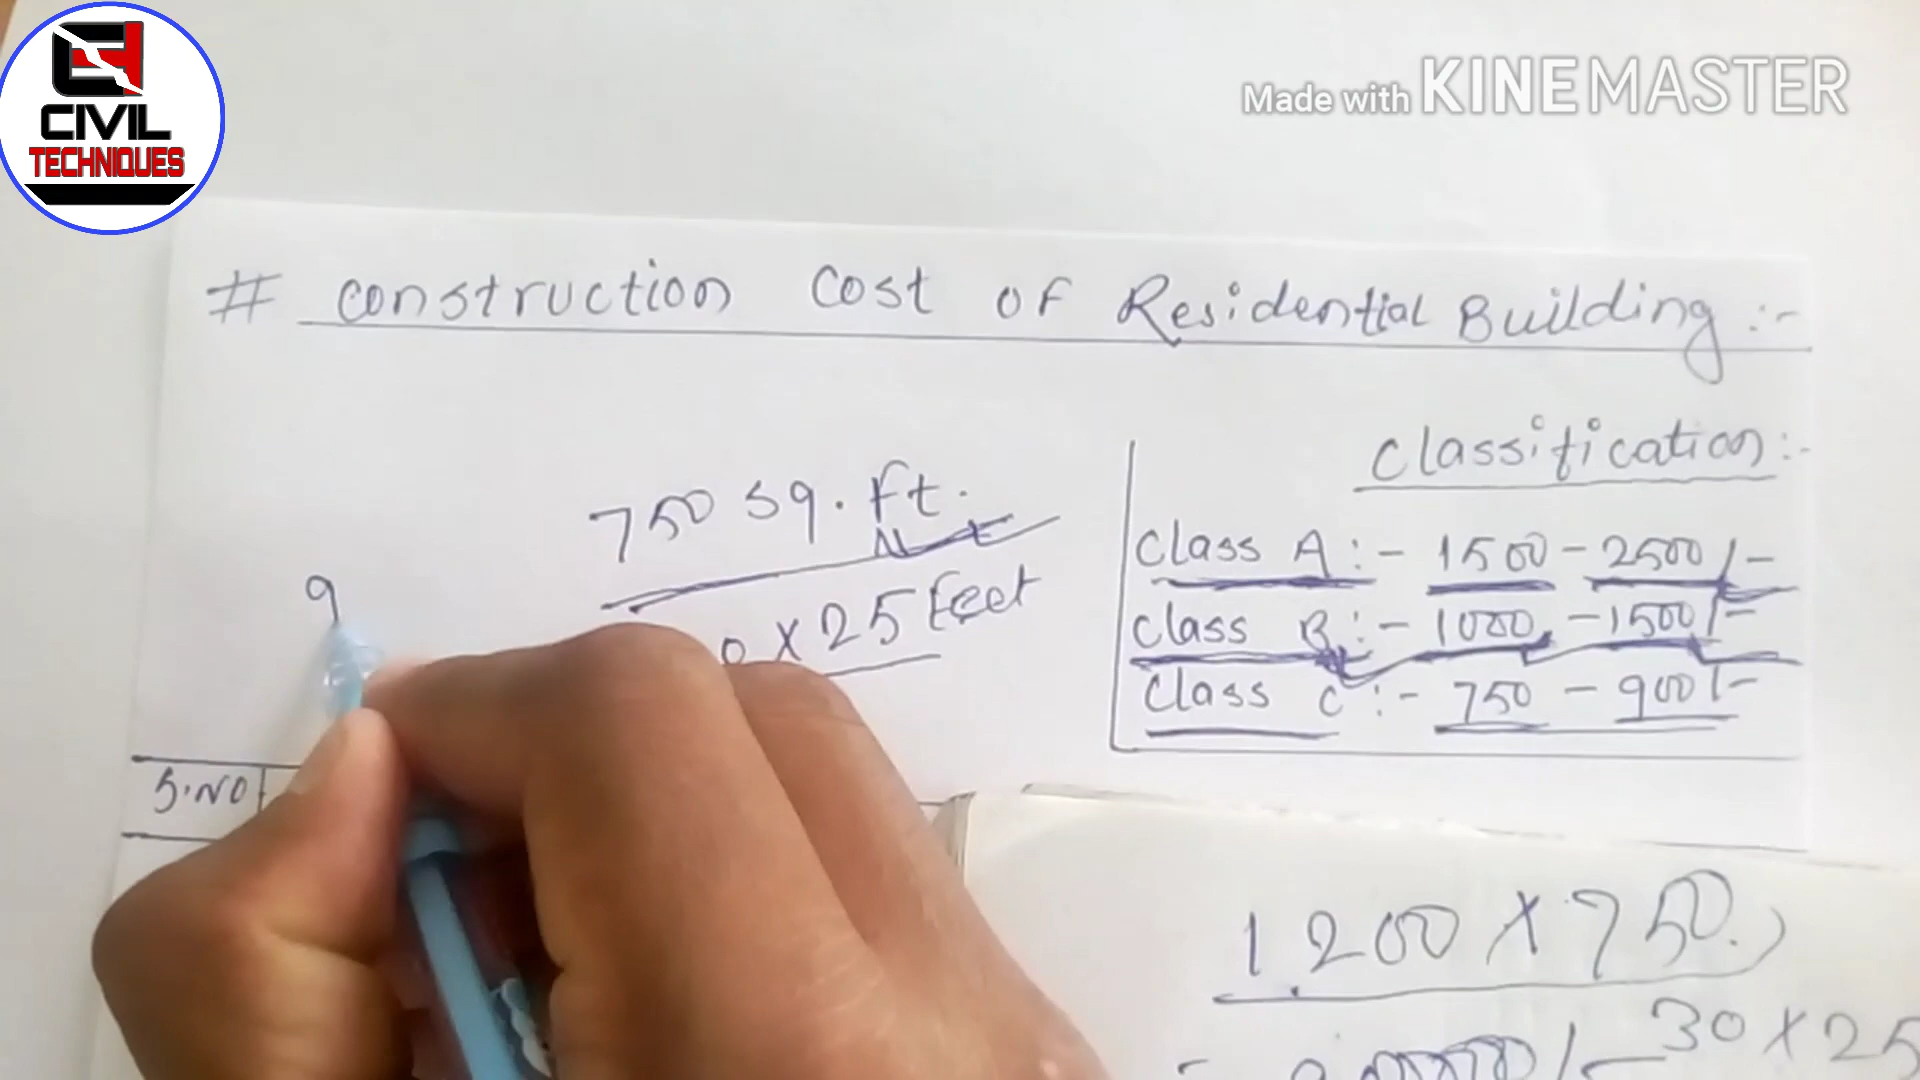 CIVIL
TECHNIQUES
Made with KINEMASTER
# Construction Cost of Residential Building :-
Classification:-
750 Sq. ft.
x 25 Feet
Class A :- 1500 - 2500/-
Class B :- 1000 - 1500/-
Class C :- 750 - 900/-
9
S.NO
1200 x 750
30 x 25